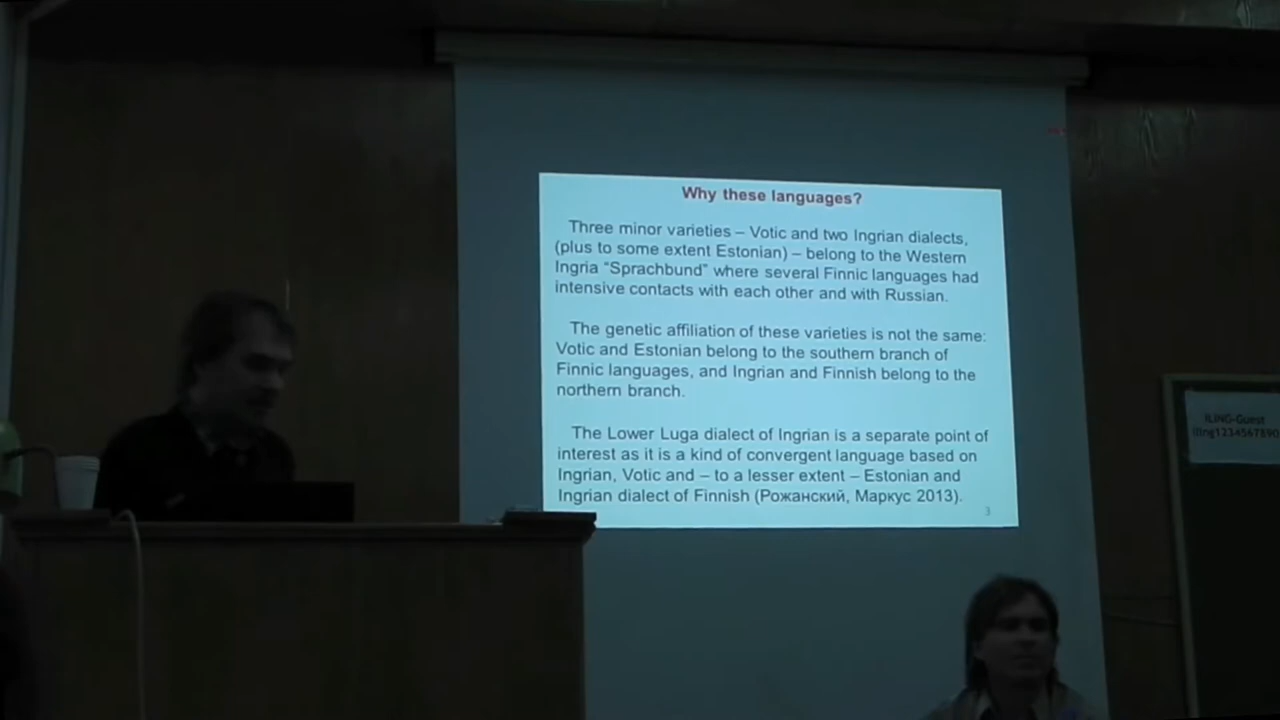 Why these languages?
Three minor varieties – Votic and two Ingrian dialects,
(plus to some extent Estonian) – belong to the Western
Ingria “Sprachbund” where several Finnic languages had
intensive contacts with each other and with Russian.
The genetic affiliation of these varieties is not the same:
Votic and Estonian belong to the southern branch of
Finnic languages, and Ingrian and Finnish belong to the
northern branch.
The Lower Luga dialect of Ingrian is a separate point of
interest as it is a kind of convergent language based on
Ingrian, Votic and – to a lesser extent – Estonian and
Ingrian dialect of Finnish (Рожанский, Маркус 2013).
3
ILING-Guest
iling1234567890